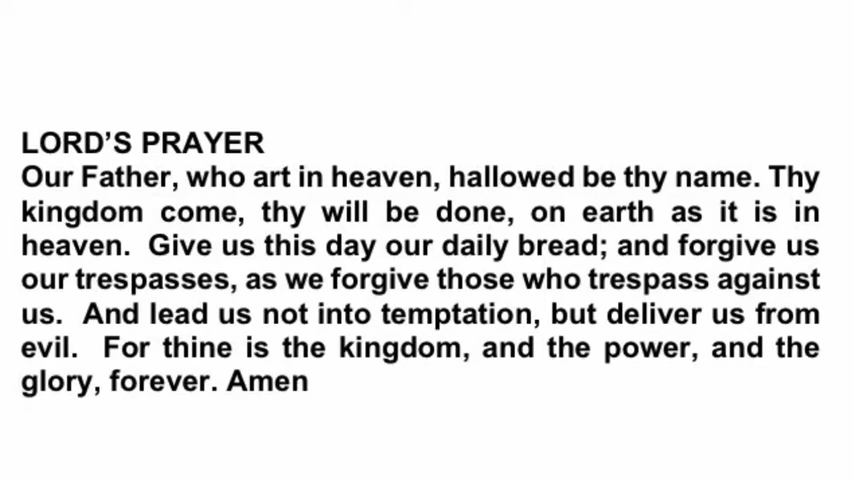 LORD’S PRAYER
Our Father, who art in heaven, hallowed be thy name. Thy
kingdom come, thy will be done, on earth as it is in
heaven. Give us this day our daily bread; and forgive us
our trespasses, as we forgive those who trespass against
us. And lead us not into temptation, but deliver us from
evil. For thine is the kingdom, and the power, and the
glory, forever. Amen